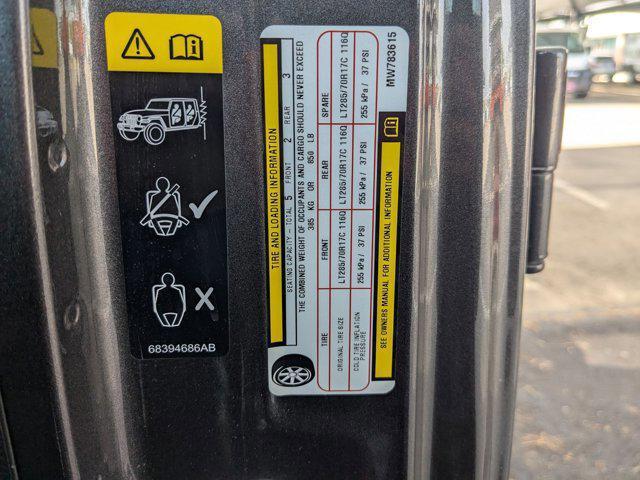 68394686AB
TIRE AND LOADING INFORMATION
SEATING CAPACITY - TOTAL 5 FRONT 2 REAR 3
THE COMBINED WEIGHT OF OCCUPANTS AND CARGO SHOULD NEVER EXCEED
385 KG OR 850 LB
TIRE FRONT REAR SPARE
ORIGINAL TIRE SIZE LT285/70R17C 116Q LT285/70R17C 116Q LT285/70R17C 116Q
COLD TIRE INFLATION PRESSURE 255 kPa / 37 PSI 255 kPa / 37 PSI 255 kPa / 37 PSI
SEE OWNERS MANUAL FOR ADDITIONAL INFORMATION
MW783615